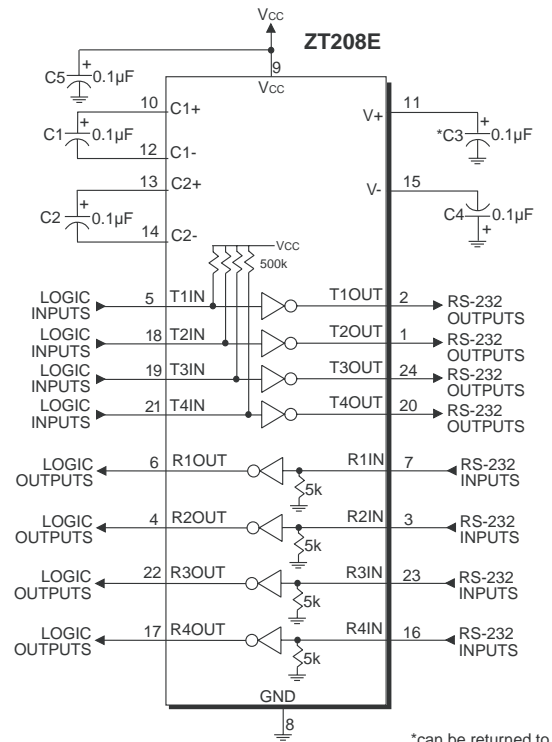 VCC
ZT208E
9
VCC
C5 + 0.1µF
10 C1+
C1 + 0.1µF
12 C1-
13 C2+
C2 + 0.1µF
14 C2-
V+ 11
*C3 + 0.1µF
V- 15
C4 0.1µF +
VCC
500k
LOGIC INPUTS 5 T1IN T1OUT 2 RS-232 OUTPUTS
LOGIC INPUTS 18 T2IN T2OUT 1 RS-232 OUTPUTS
LOGIC INPUTS 19 T3IN T3OUT 24 RS-232 OUTPUTS
LOGIC INPUTS 21 T4IN T4OUT 20 RS-232 OUTPUTS
LOGIC OUTPUTS 6 R1OUT R1IN 7 RS-232 INPUTS
5k
LOGIC OUTPUTS 4 R2OUT R2IN 3 RS-232 INPUTS
5k
LOGIC OUTPUTS 22 R3OUT R3IN 23 RS-232 INPUTS
5k
LOGIC OUTPUTS 17 R4OUT R4IN 16 RS-232 INPUTS
5k
GND
8
*can be returned to